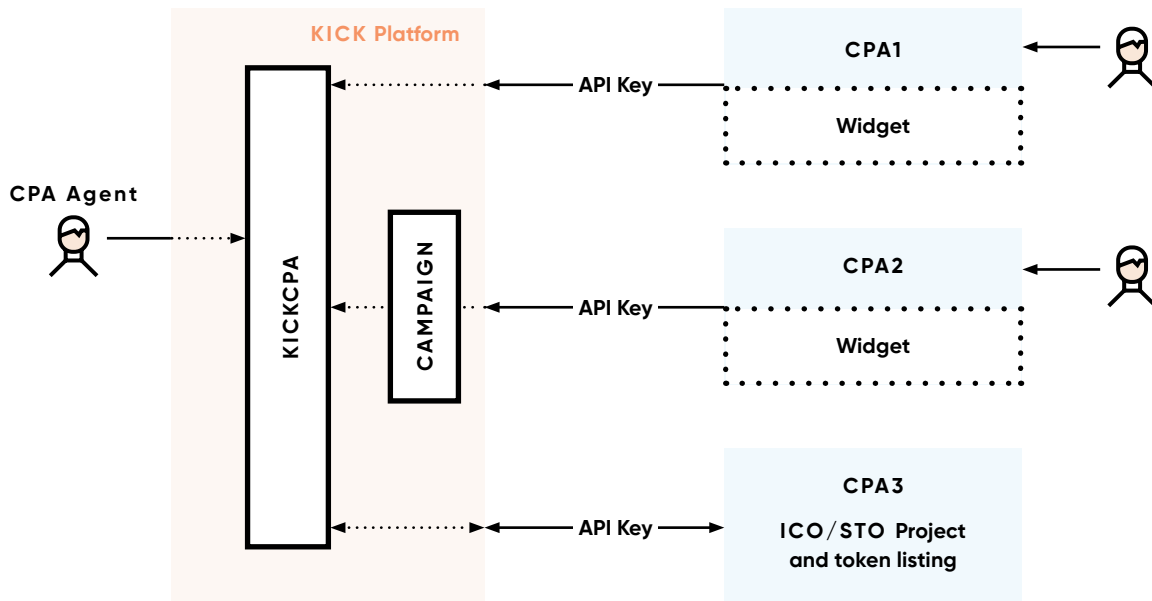 KICK Platform
CPA1
API Key
Widget
CPA Agent
KICKCPA
CAMPAIGN
CPA2
API Key
Widget
CPA3
API Key
ICO/STO Project
and token listing